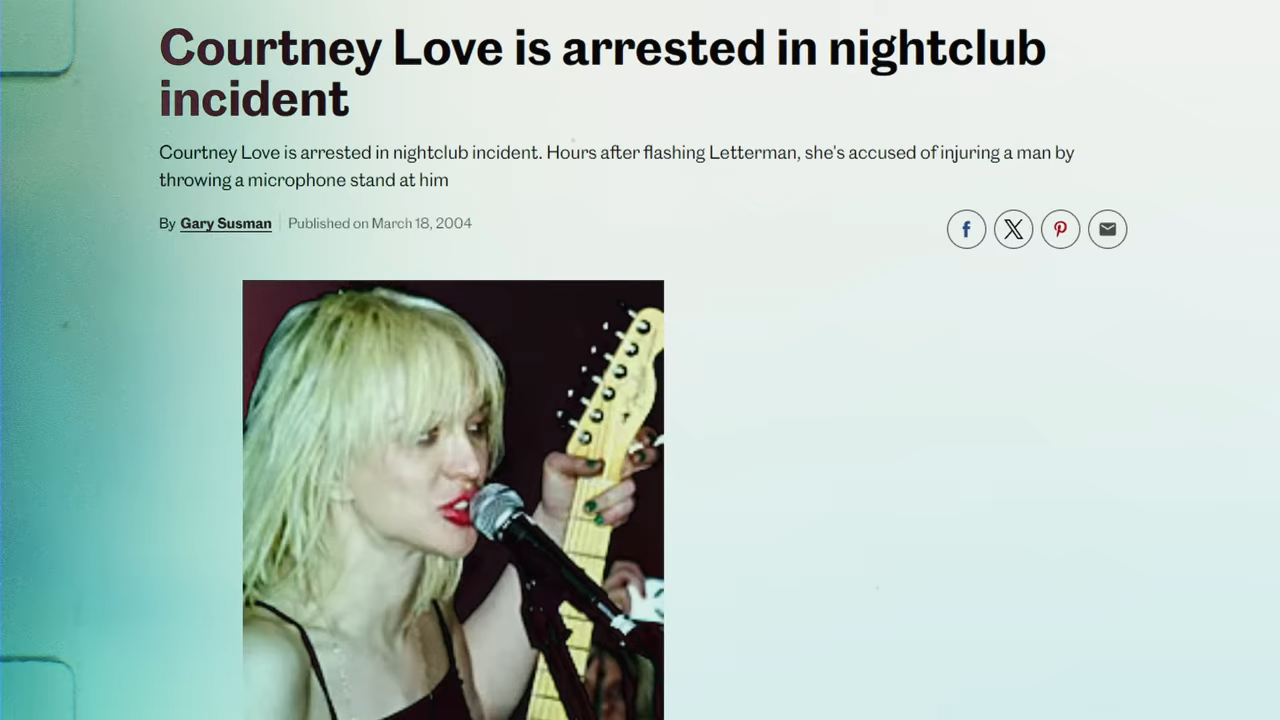 Courtney Love is arrested in nightclub
incident
Courtney Love is arrested in nightclub incident. Hours after flashing Letterman, she's accused of injuring a man by
throwing a microphone stand at him
By Gary Susman | Published on March 18, 2004